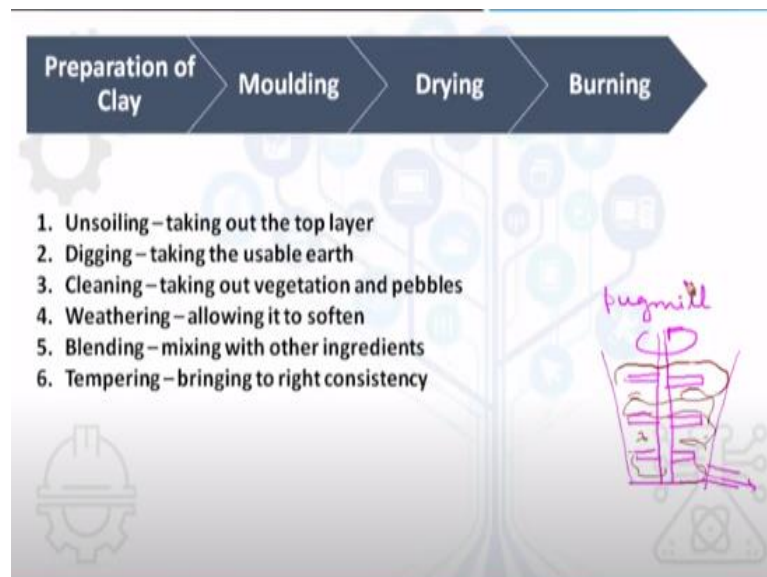 Preparation of
Clay
Moulding
Drying
Burning
1. Unsoiling – taking out the top layer
2. Digging – taking the usable earth
3. Cleaning – taking out vegetation and pebbles
4. Weathering – allowing it to soften
5. Blending – mixing with other ingredients
6. Tempering – bringing to right consistency
pugmill